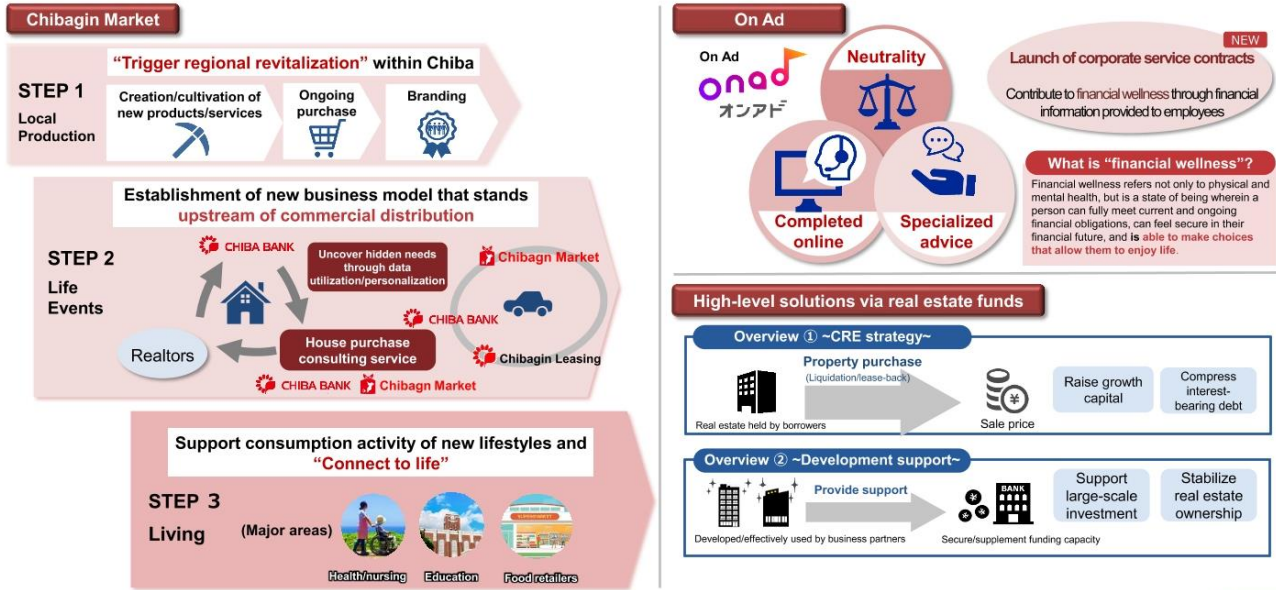 Chibagin Market
"Trigger regional revitalization" within Chiba
STEP 1
Local
Production
Creation/cultivation of
new products/services
Ongoing
purchase
Branding
Establishment of new business model that stands
upstream of commercial distribution
STEP 2
Life
Events
CHIBA BANK
Uncover hidden needs
through data
utilization/personalization
Chibagn Market
CHIBA BANK
Realtors
House purchase
consulting service
Chibagin Leasing
CHIBA BANK
Chibagn Market
Support consumption activity of new lifestyles and
"Connect to life"
STEP 3
Living
(Major areas)
SUPERMARKET
Health/nursing
Education
Food retailers
On Ad
On Ad
onad
オンアド
Neutrality
Completed
online
Specialized
advice
NEW
Launch of corporate service contracts
Contribute to financial wellness through financial
information provided to employees
What is "financial wellness"?
Financial wellness refers not only to physical and
mental health, but is a state of being wherein a
person can fully meet current and ongoing
financial obligations, can feel secure in their
financial future, and is able to make choices
that allow them to enjoy life.
High-level solutions via real estate funds
Overview ① ~CRE strategy~
Property purchase
(Liquidation/lease-back)
Real estate held by borrowers
¥
Sale price
Raise growth
capital
Compress
interest-
bearing debt
Overview ② ~Development support~
Provide support
Developed/effectively used by business partners
¥
¥
¥
BANK
Secure/supplement funding capacity
Support
large-scale
investment
Stabilize
real estate
ownership